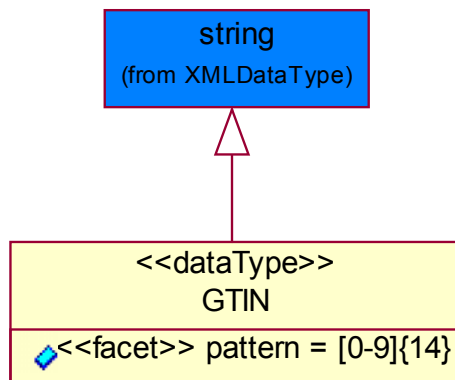 string
(from XMLDataType)
<<dataType>>
GTIN
<<facet>> pattern = [0-9]{14}